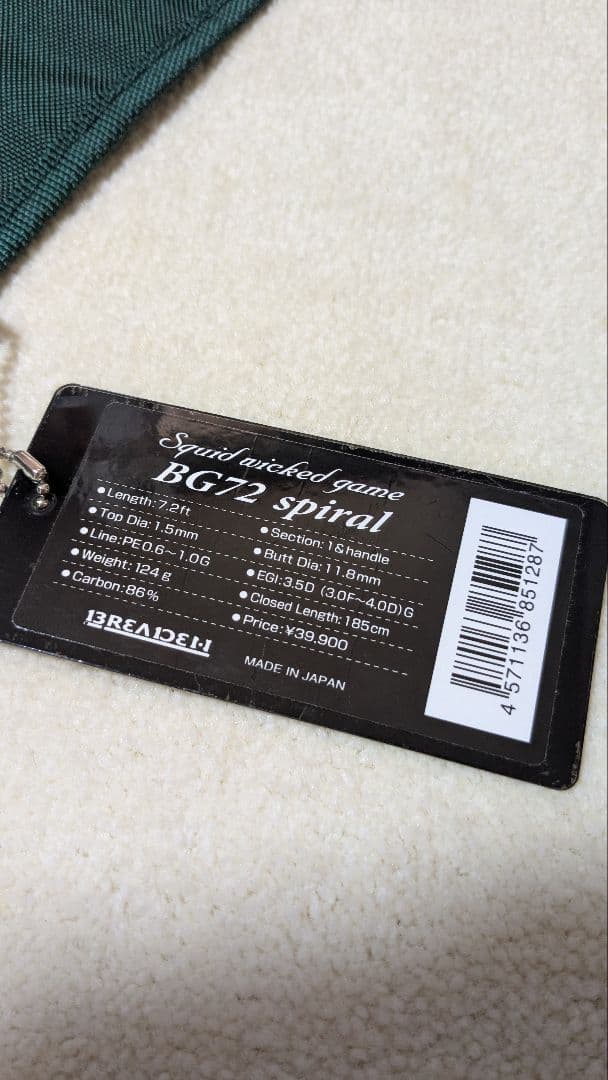 Squid wicked game
BG72 spiral
●Length:7.2ft
●Section:1&handle
●Top Dia:1.5mm
●Butt Dia:11.8mm
●Line:PE0.6〜1.0G
●EGI:3.5D (3.0F〜4.0D)G
●Weight:124g
●Closed Length:185cm
●Carbon:86%
●Price:¥39,900
BREADEN
MADE IN JAPAN
4 571136 851287